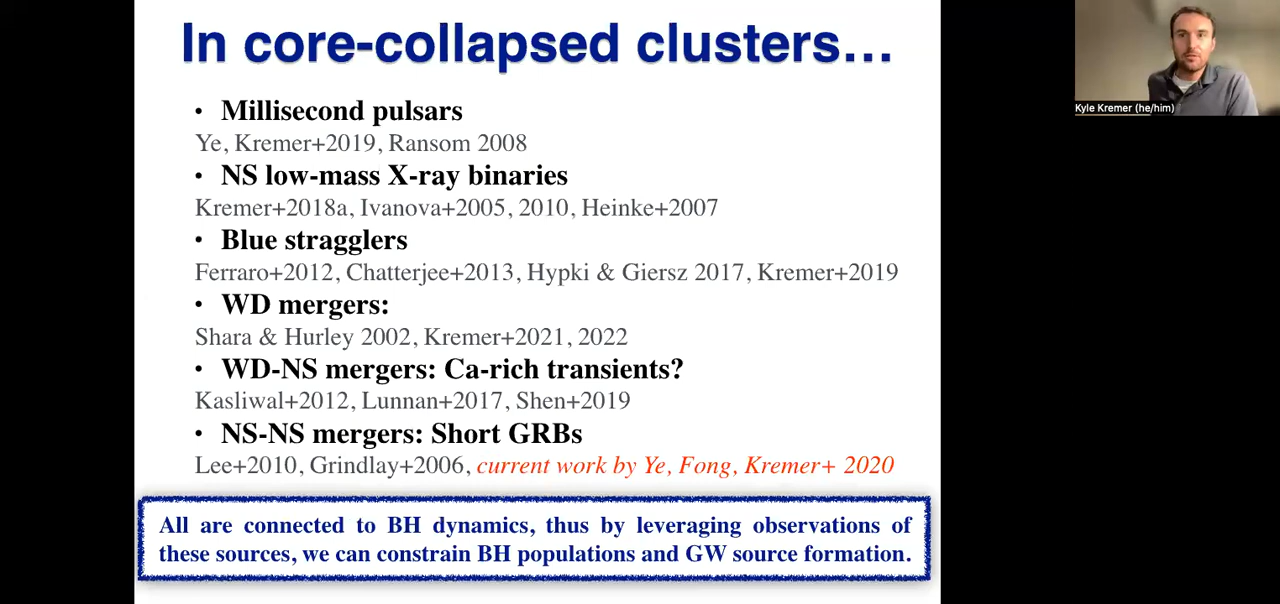 In core-collapsed clusters…
• Millisecond pulsars
Ye, Kremer+2019, Ransom 2008
• NS low-mass X-ray binaries
Kremer+2018a, Ivanova+2005, 2010, Heinke+2007
• Blue stragglers
Ferraro+2012, Chatterjee+2013, Hypki & Giersz 2017, Kremer+2019
• WD mergers:
Shara & Hurley 2002, Kremer+2021, 2022
• WD-NS mergers: Ca-rich transients?
Kasliwal+2012, Lunnan+2017, Shen+2019
• NS-NS mergers: Short GRBs
Lee+2010, Grindlay+2006, current work by Ye, Fong, Kremer+ 2020
All are connected to BH dynamics, thus by leveraging observations of
these sources, we can constrain BH populations and GW source formation.
Kyle Kremer (he/him)